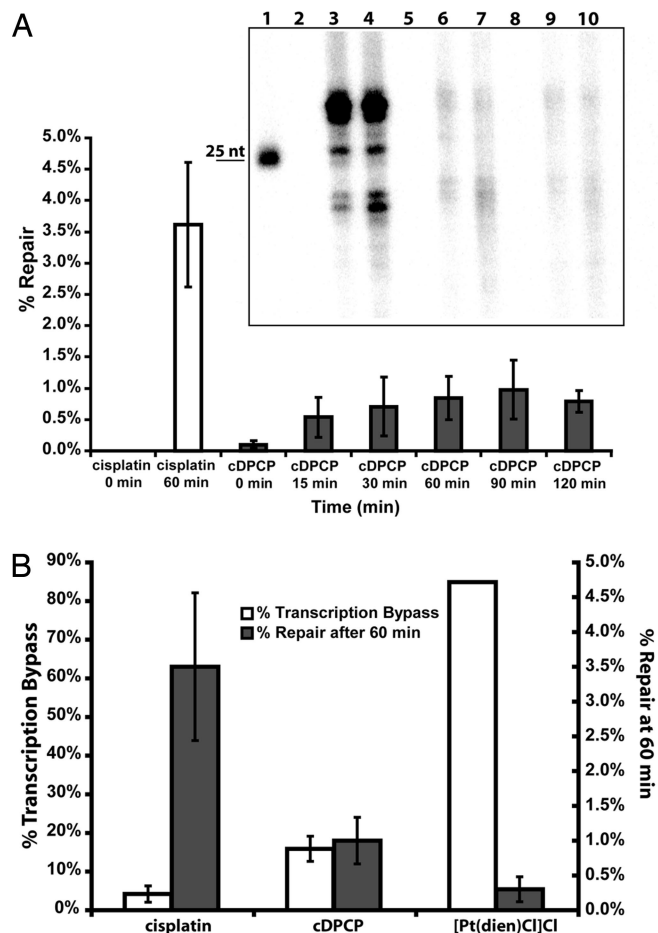 A
1 2 3 4 5 6 7 8 9 10
25 nt
% Repair
5.0%
4.5%
4.0%
3.5%
3.0%
2.5%
2.0%
1.5%
1.0%
0.5%
0.0%
cisplatin 0 min
cisplatin 60 min
cDPCP 0 min
cDPCP 15 min
cDPCP 30 min
cDPCP 60 min
cDPCP 90 min
cDPCP 120 min
Time (min)
B
% Transcription Bypass
90%
80%
70%
60%
50%
40%
30%
20%
10%
0%
% Transcription Bypass
% Repair after 60 min
5.0%
4.5%
4.0%
3.5%
3.0%
2.5%
2.0%
1.5%
1.0%
0.5%
0.0%
% Repair at 60 min
cisplatin
cDPCP
[Pt(dien)Cl]Cl